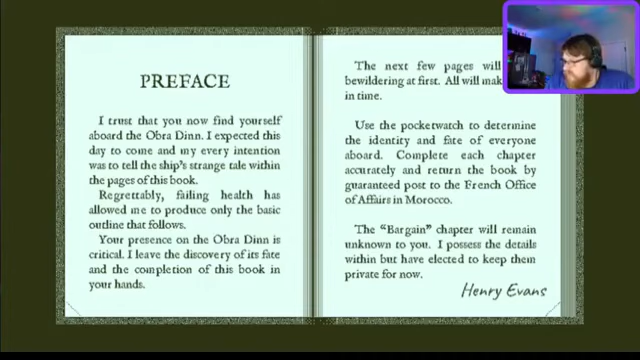 PREFACE
I trust that you now find yourself
aboard the Obra Dinn. I expected this
day to come and my every intention
was to tell the ship's strange tale within
the pages of this book.
Regrettably, failing health has
allowed me to produce only the basic
outline that follows.
Your presence on the Obra Dinn is
critical. I leave the discovery of its fate
and the completion of this book in
your hands.
The next few pages will
bewildering at first. All will
in time.
Use the pocketwatch to determine
the identity and fate of everyone
aboard. Complete each chapter
accurately and return the book by
guaranteed post to the French Office
of Affairs in Morocco.
The "Bargain" chapter will remain
unknown to you. I possess the details
within but have elected to keep them
private for now.
Henry Evans